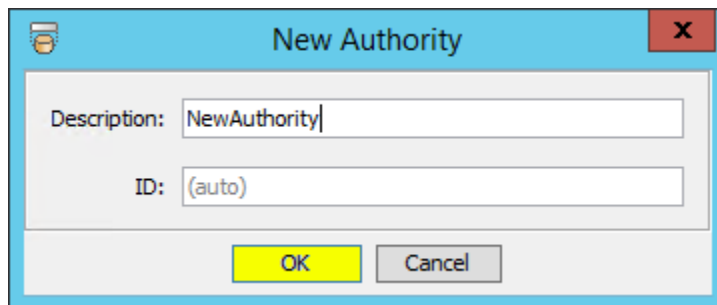 New Authority
x
Description: NewAuthority
ID: (auto)
OK Cancel